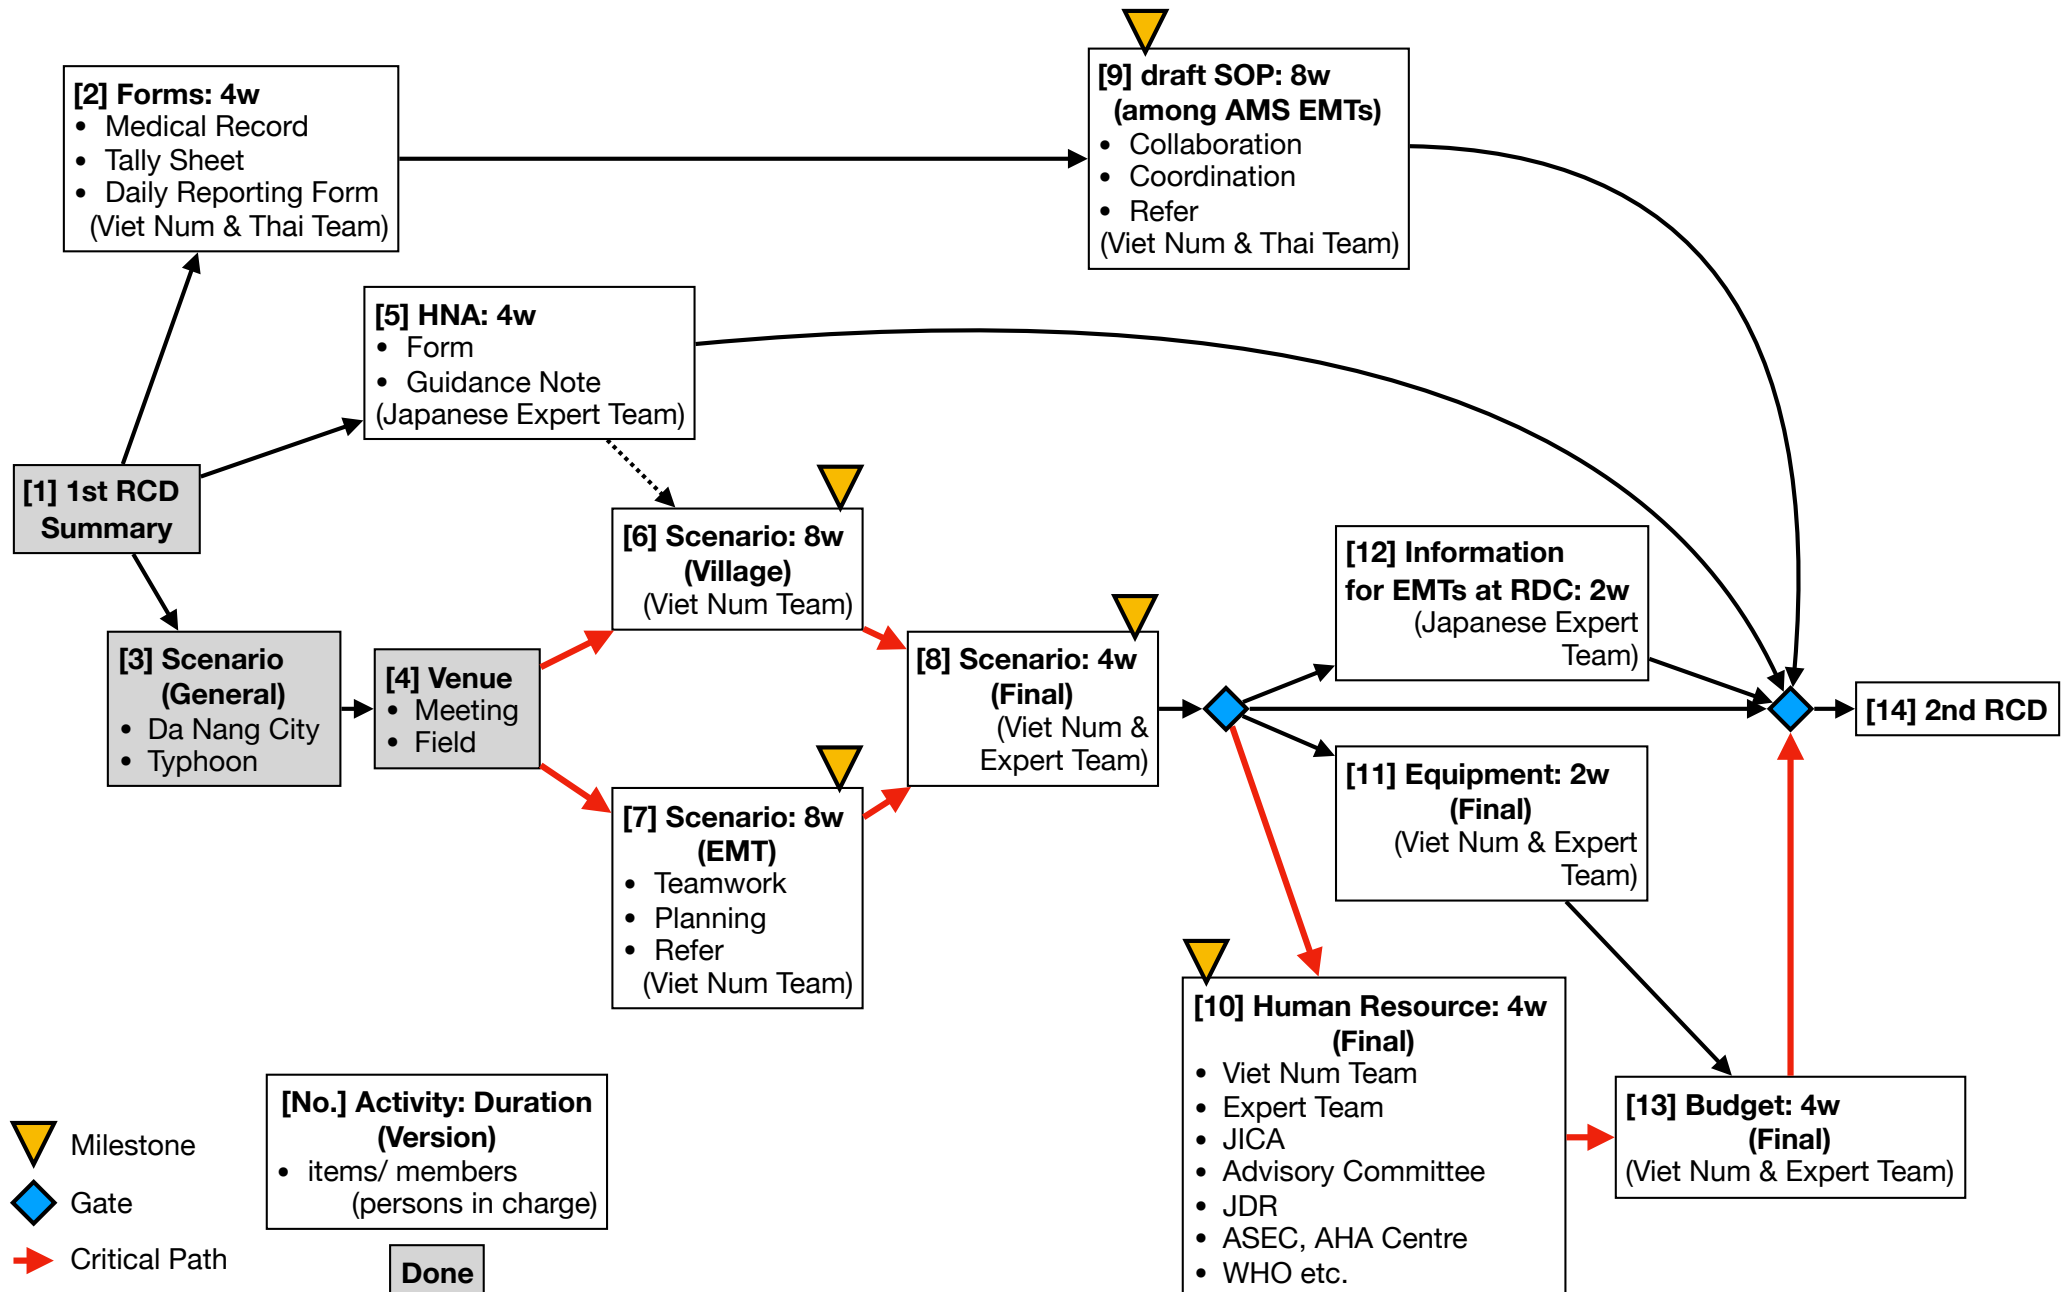 [2] Forms: 4w
• Medical Record
• Tally Sheet
• Daily Reporting Form
(Viet Num & Thai Team)
[9] draft SOP: 8w
(among AMS EMTs)
• Collaboration
• Coordination
• Refer
(Viet Num & Thai Team)
[5] HNA: 4w
• Form
• Guidance Note
(Japanese Expert Team)
[1] 1st RCD
Summary
[6] Scenario: 8w
(Village)
(Viet Num Team)
[3] Scenario
(General)
• Da Nang City
• Typhoon
[4] Venue
• Meeting
• Field
[8] Scenario: 4w
(Final)
(Viet Num &
Expert Team)
[12] Information
for EMTs at RDC: 2w
(Japanese Expert
Team)
[14] 2nd RCD
[7] Scenario: 8w
(EMT)
• Teamwork
• Planning
• Refer
(Viet Num Team)
[11] Equipment: 2w
(Final)
(Viet Num & Expert
Team)
[10] Human Resource: 4w
(Final)
• Viet Num Team
• Expert Team
• JICA
• Advisory Committee
• JDR
• ASEC, AHA Centre
• WHO etc.
[13] Budget: 4w
(Final)
(Viet Num & Expert Team)
Milestone
Gate
Critical Path
[No.] Activity: Duration
(Version)
• items/ members
(persons in charge)
Done